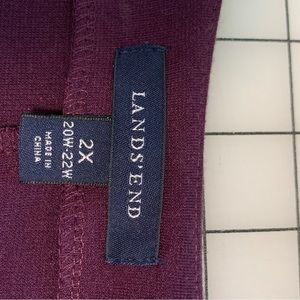 LANDS' END
2X
20W-22W
MADE IN
CHINA